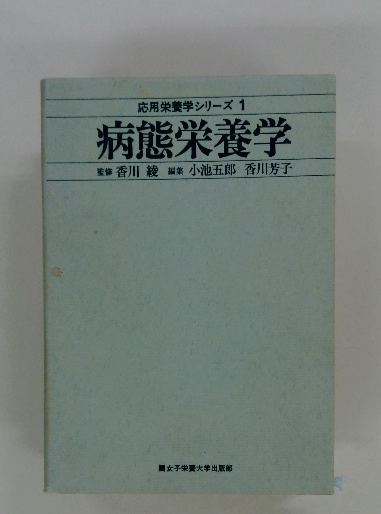 応用栄養学シリーズ 1
病態栄養学
監修 香川 綾 編集 小池五郎 香川芳子
女子栄養大学出版部